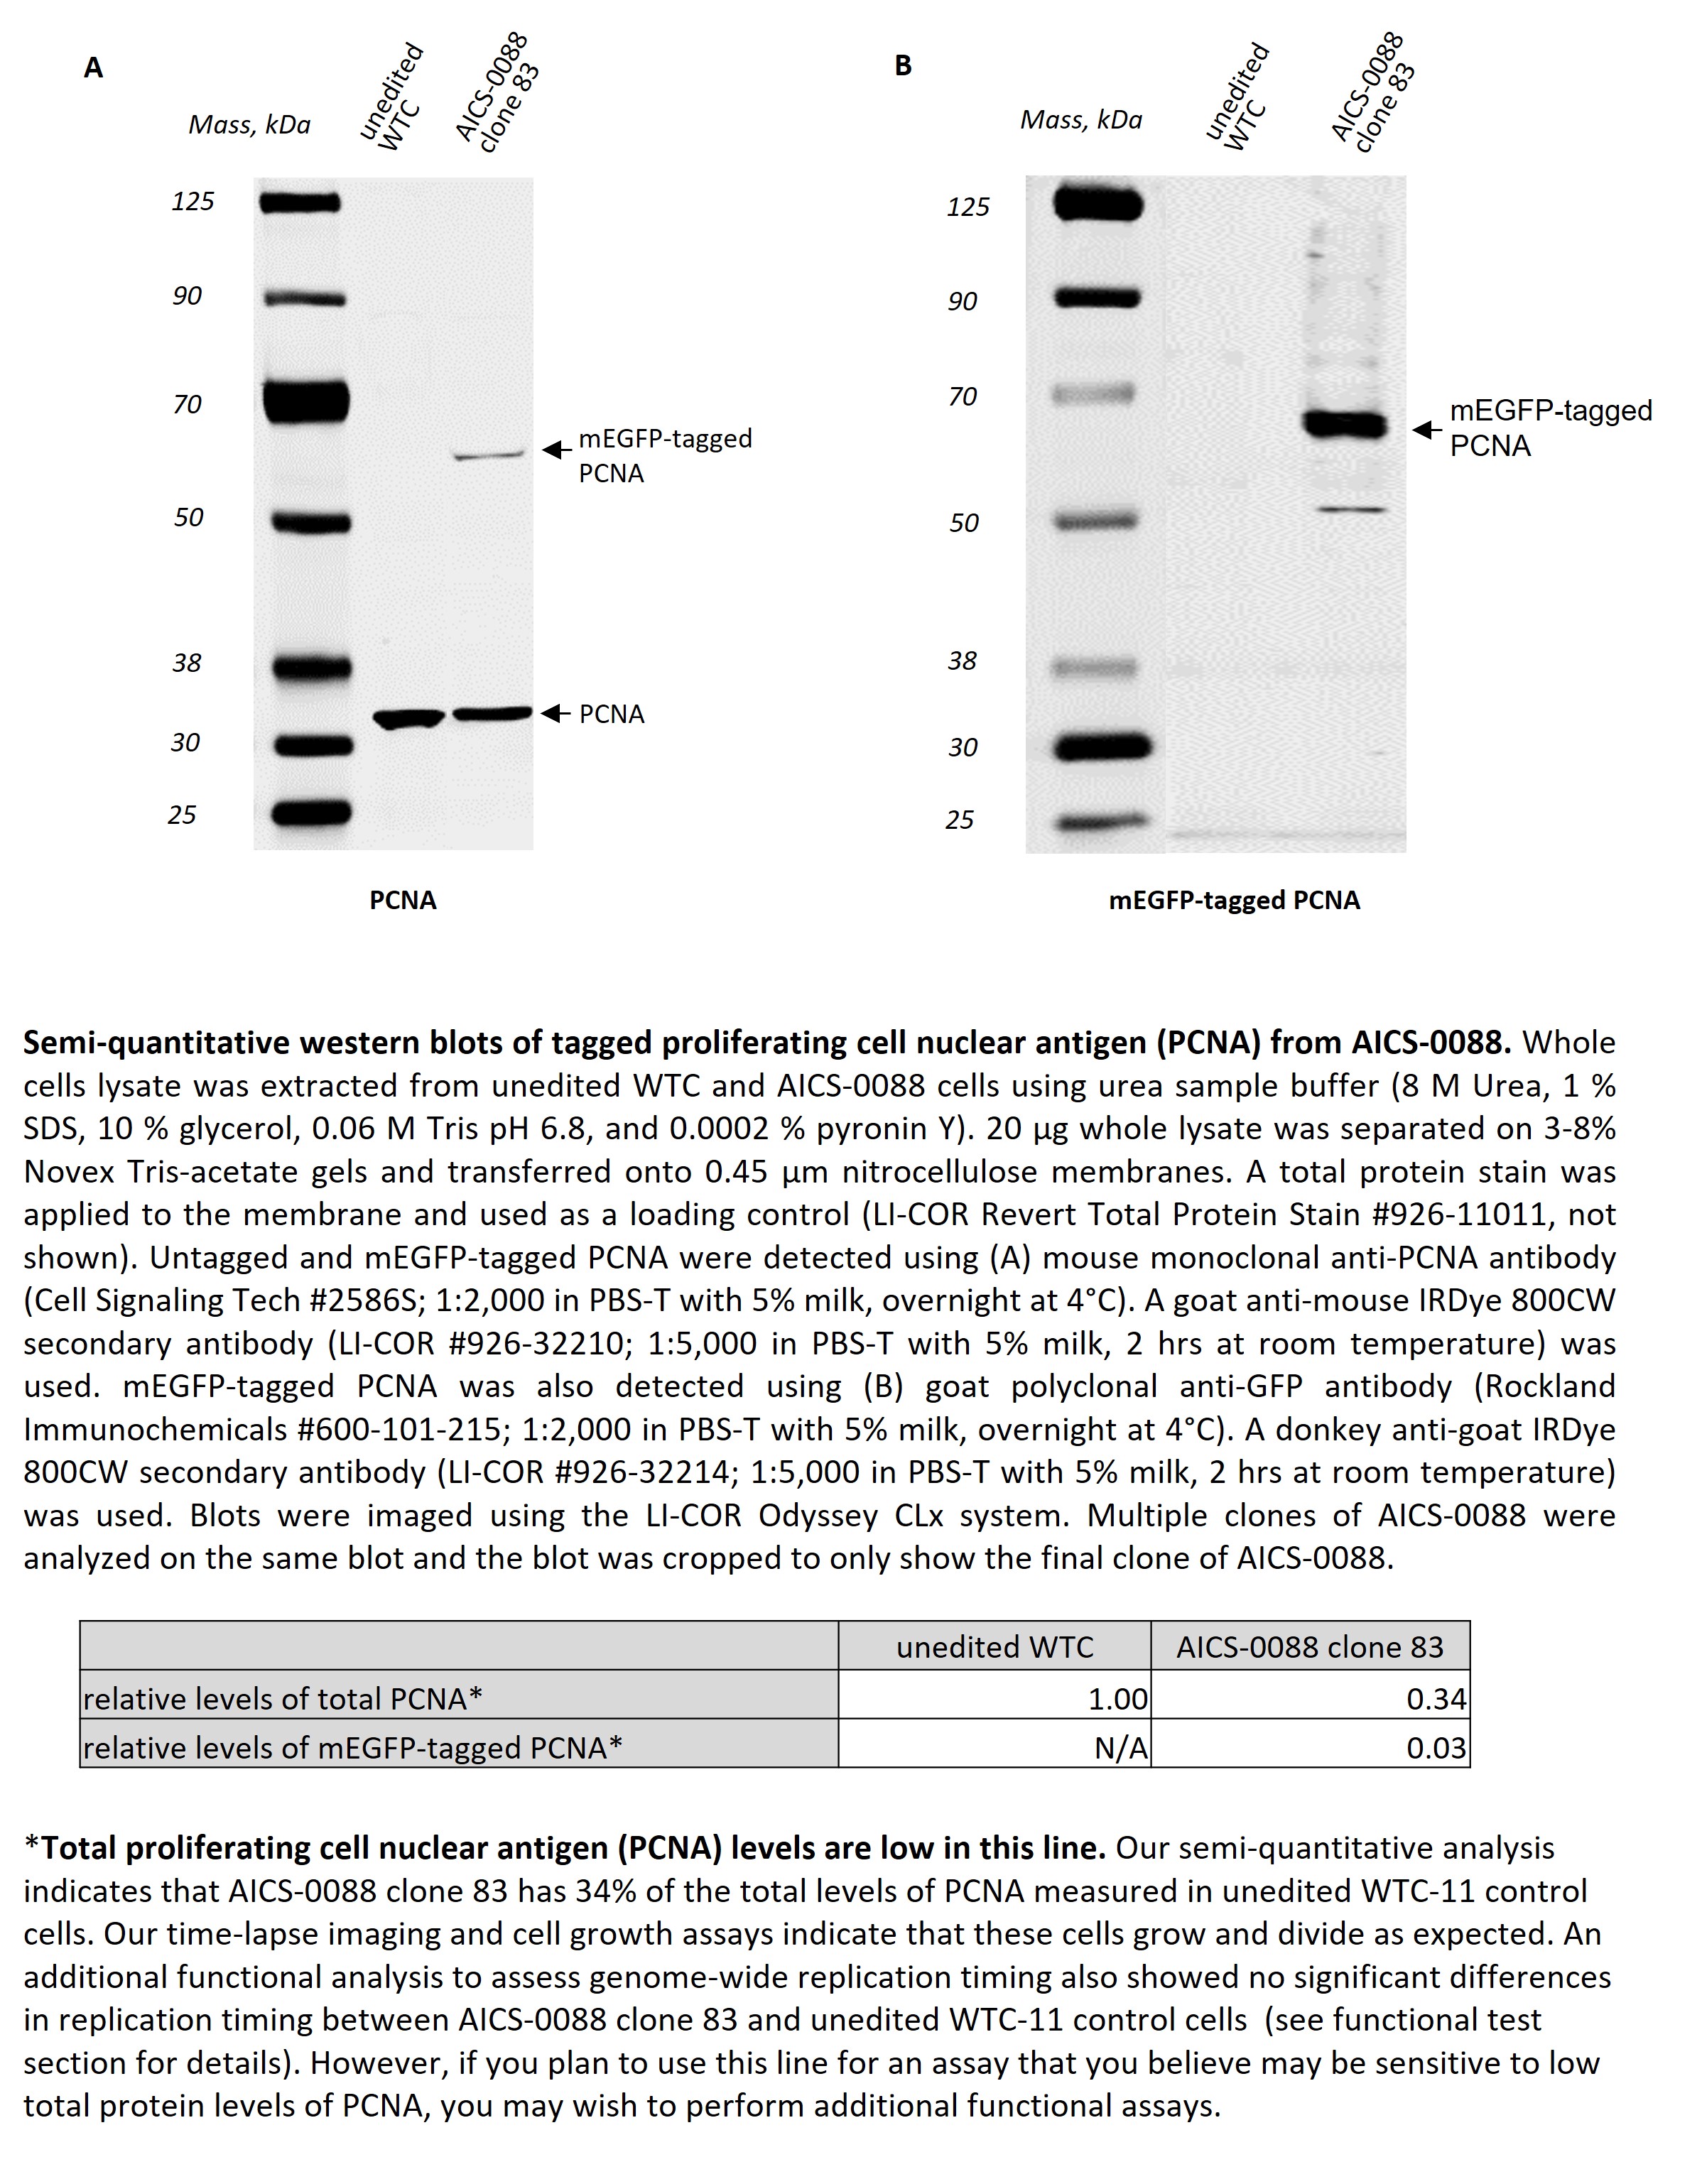 A
Mass, kDa
unedited
WTC
AICS-0088
clone 83
125
90
70
50
38
30
25
mEGFP-tagged
PCNA
PCNA
PCNA
B
Mass, kDa
unedited
WTC
AICS-0088
clone 83
125
90
70
50
38
30
25
mEGFP-tagged
PCNA
mEGFP-tagged PCNA
Semi-quantitative western blots of tagged proliferating cell nuclear antigen (PCNA) from AICS-0088. Whole
cells lysate was extracted from unedited WTC and AICS-0088 cells using urea sample buffer (8 M Urea, 1 %
SDS, 10 % glycerol, 0.06 M Tris pH 6.8, and 0.0002 % pyronin Y). 20 µg whole lysate was separated on 3-8%
Novex Tris-acetate gels and transferred onto 0.45 µm nitrocellulose membranes. A total protein stain was
applied to the membrane and used as a loading control (LI-COR Revert Total Protein Stain #926-11011, not
shown). Untagged and mEGFP-tagged PCNA were detected using (A) mouse monoclonal anti-PCNA antibody
(Cell Signaling Tech #2586S; 1:2,000 in PBS-T with 5% milk, overnight at 4°C). A goat anti-mouse IRDye 800CW
secondary antibody (LI-COR #926-32210; 1:5,000 in PBS-T with 5% milk, 2 hrs at room temperature) was
used. mEGFP-tagged PCNA was also detected using (B) goat polyclonal anti-GFP antibody (Rockland
Immunochemicals #600-101-215; 1:2,000 in PBS-T with 5% milk, overnight at 4°C). A donkey anti-goat IRDye
800CW secondary antibody (LI-COR #926-32214; 1:5,000 in PBS-T with 5% milk, 2 hrs at room temperature)
was used. Blots were imaged using the LI-COR Odyssey CLx system. Multiple clones of AICS-0088 were
analyzed on the same blot and the blot was cropped to only show the final clone of AICS-0088.
unedited WTC AICS-0088 clone 83
relative levels of total PCNA* 1.00 0.34
relative levels of mEGFP-tagged PCNA* N/A 0.03
*Total proliferating cell nuclear antigen (PCNA) levels are low in this line. Our semi-quantitative analysis
indicates that AICS-0088 clone 83 has 34% of the total levels of PCNA measured in unedited WTC-11 control
cells. Our time-lapse imaging and cell growth assays indicate that these cells grow and divide as expected. An
additional functional analysis to assess genome-wide replication timing also showed no significant differences
in replication timing between AICS-0088 clone 83 and unedited WTC-11 control cells (see functional test
section for details). However, if you plan to use this line for an assay that you believe may be sensitive to low
total protein levels of PCNA, you may wish to perform additional functional assays.